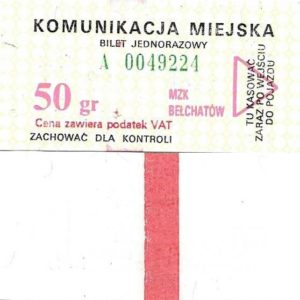 KOMUNIKACJA MIEJSKA
BILET JEDNORAZOWY
A 0049224
50 gr
MZK
BEŁCHATÓW
Cena zawiera podatek VAT
ZACHOWAĆ DLA KONTROLI
TU KASOWAĆ
ZARAZ PO WEJŚCIU
DO POJAZDU